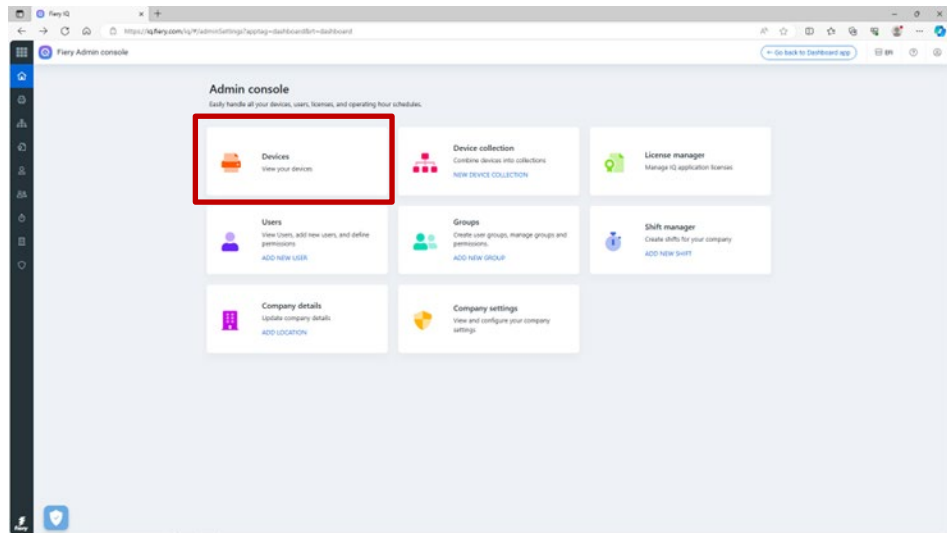 Fiery IQ
https://iq.fiery.com/iq/#/adminSettings?apptag=dashboard&rt=dashboard
Fiery Admin console
Go back to Dashboard app
Admin console
Easily handle all your devices, users, licenses, and operating hour schedules.
Devices
View your devices
Device collection
Combine devices into collections
NEW DEVICE COLLECTION
License manager
Manage IQ application licenses
Users
View Users, add new users, and define
permissions
ADD NEW USER
Groups
Create user groups, manage groups and
permissions.
ADD NEW GROUP
Shift manager
Create shifts for your company
ADD NEW SHIFT
Company details
Update company details
ADD LOCATION
Company settings
View and configure your company
settings
Fiery